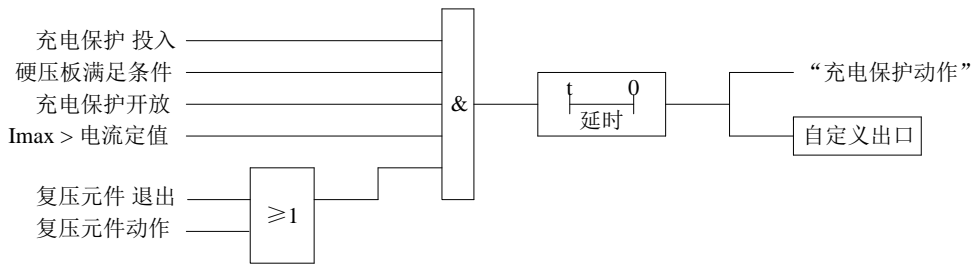 充电保护 投入
硬压板满足条件
充电保护开放
Imax > 电流定值
复压元件 退出
复压元件动作
≥1
&
t 0
延时
“充电保护动作”
自定义出口